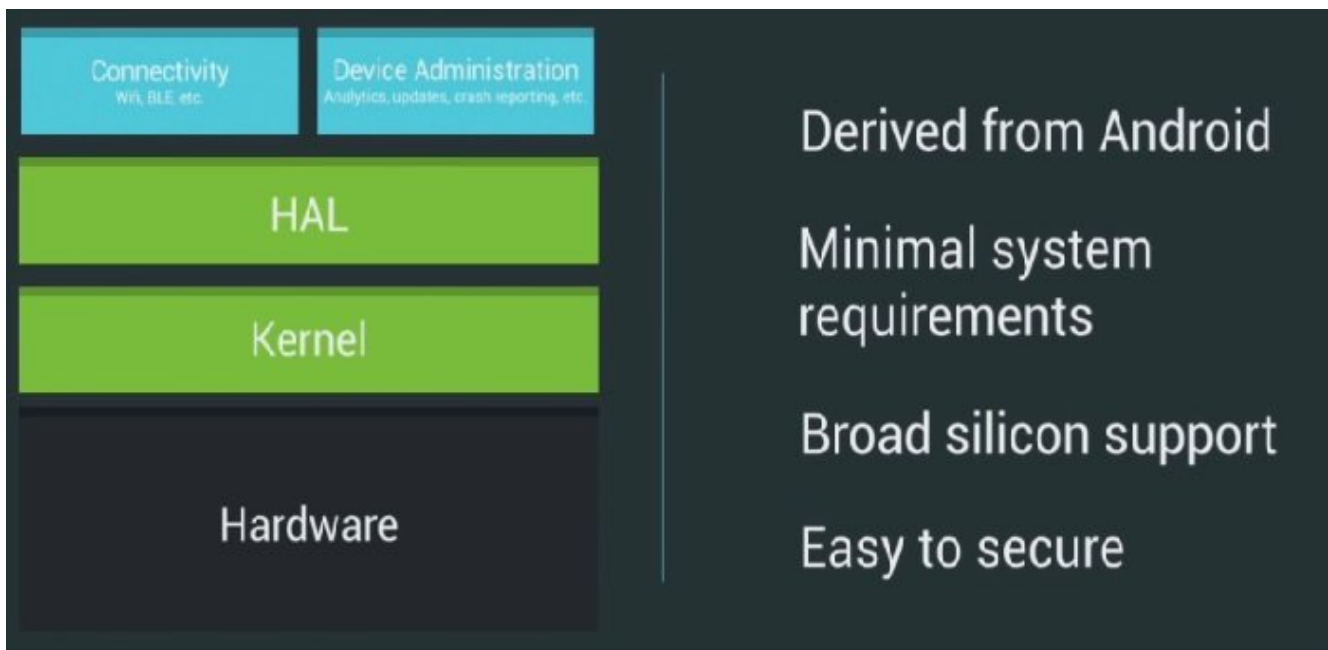 Connectivity
Wifi, BLE, etc.
Device Administration
Analytics, updates, crash reporting, etc.
HAL
Kernel
Hardware
Derived from Android
Minimal system
requirements
Broad silicon support
Easy to secure